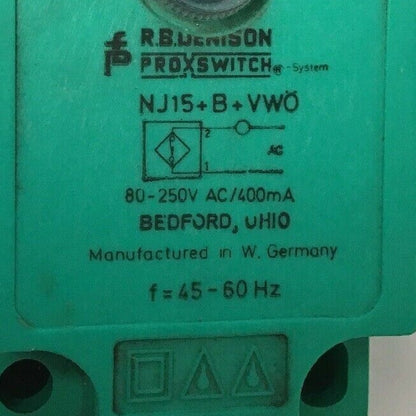 R.B. DENISON
PROXSWITCH -System
NJ15+B+VWÖ
2
AC
1
80-250V AC/400mA
BEDFORD, OHIO
Manufactured in W. Germany
f = 45-60 Hz